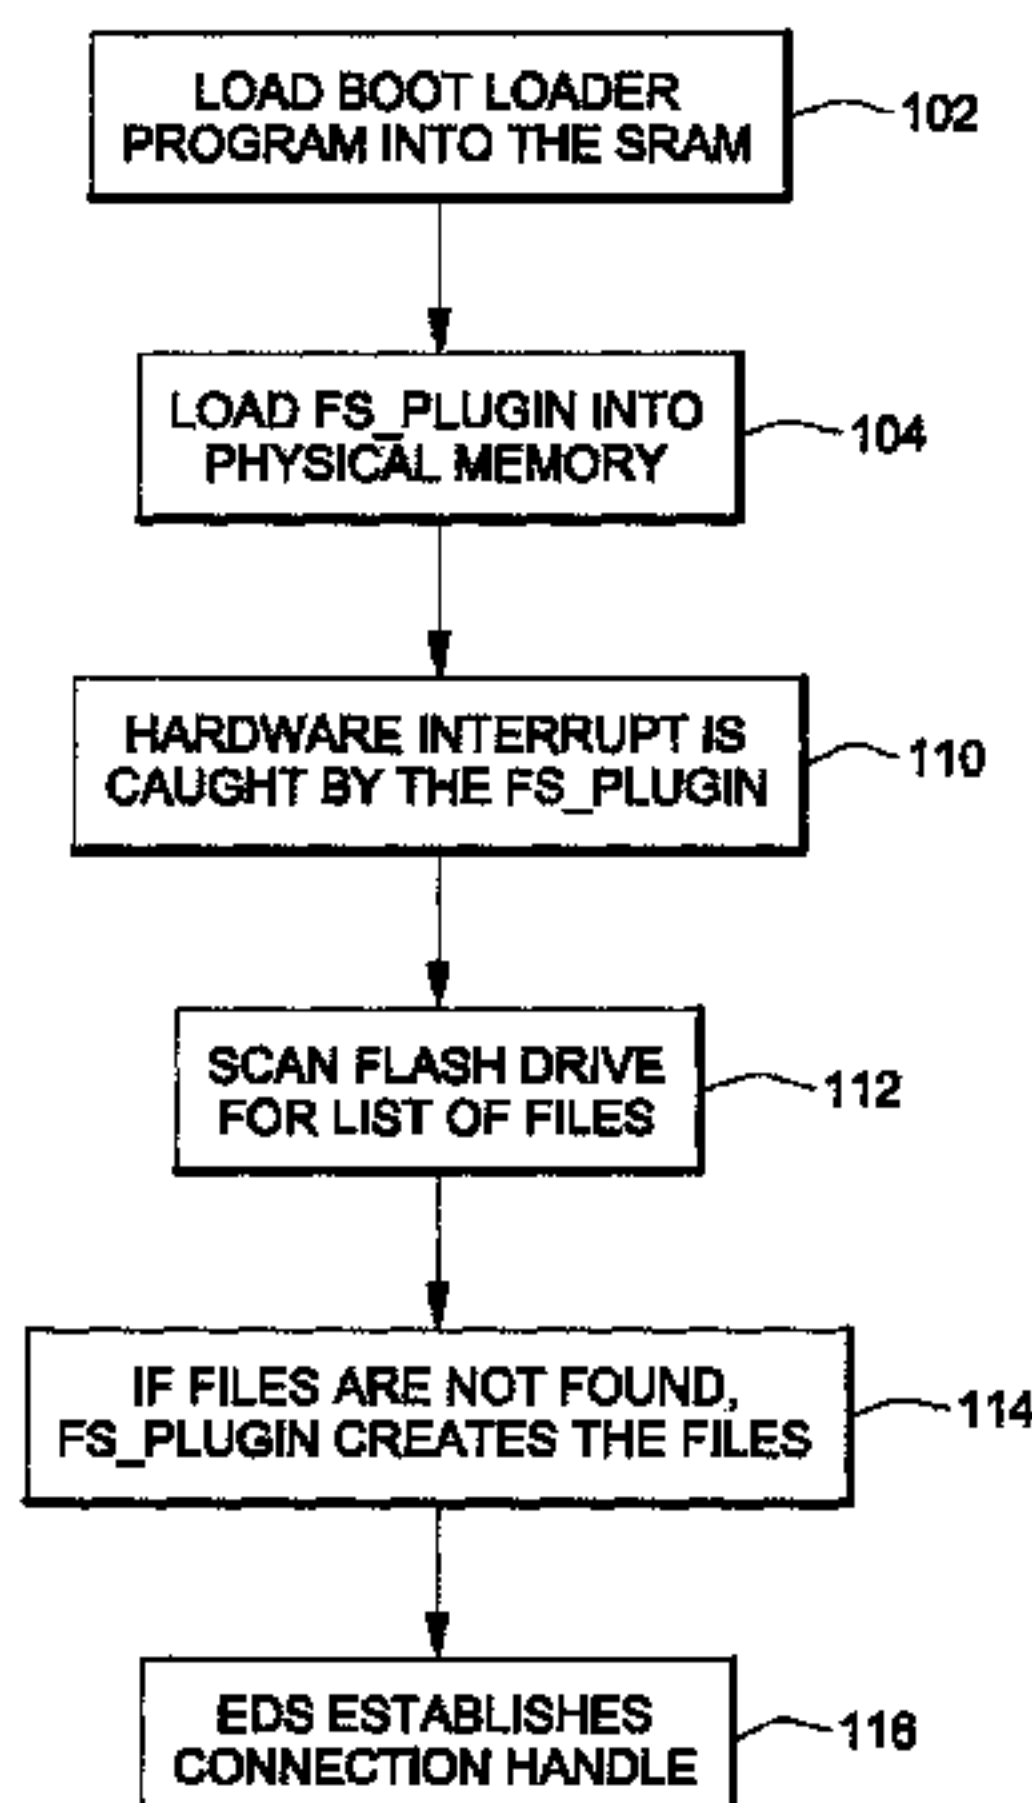 LOAD BOOT LOADER
PROGRAM INTO THE SRAM
102
LOAD FS_PLUGIN INTO
PHYSICAL MEMORY
104
HARDWARE INTERRUPT IS
CAUGHT BY THE FS_PLUGIN
110
SCAN FLASH DRIVE
FOR LIST OF FILES
112
IF FILES ARE NOT FOUND,
FS_PLUGIN CREATES THE FILES
114
EDS ESTABLISHES
CONNECTION HANDLE
116